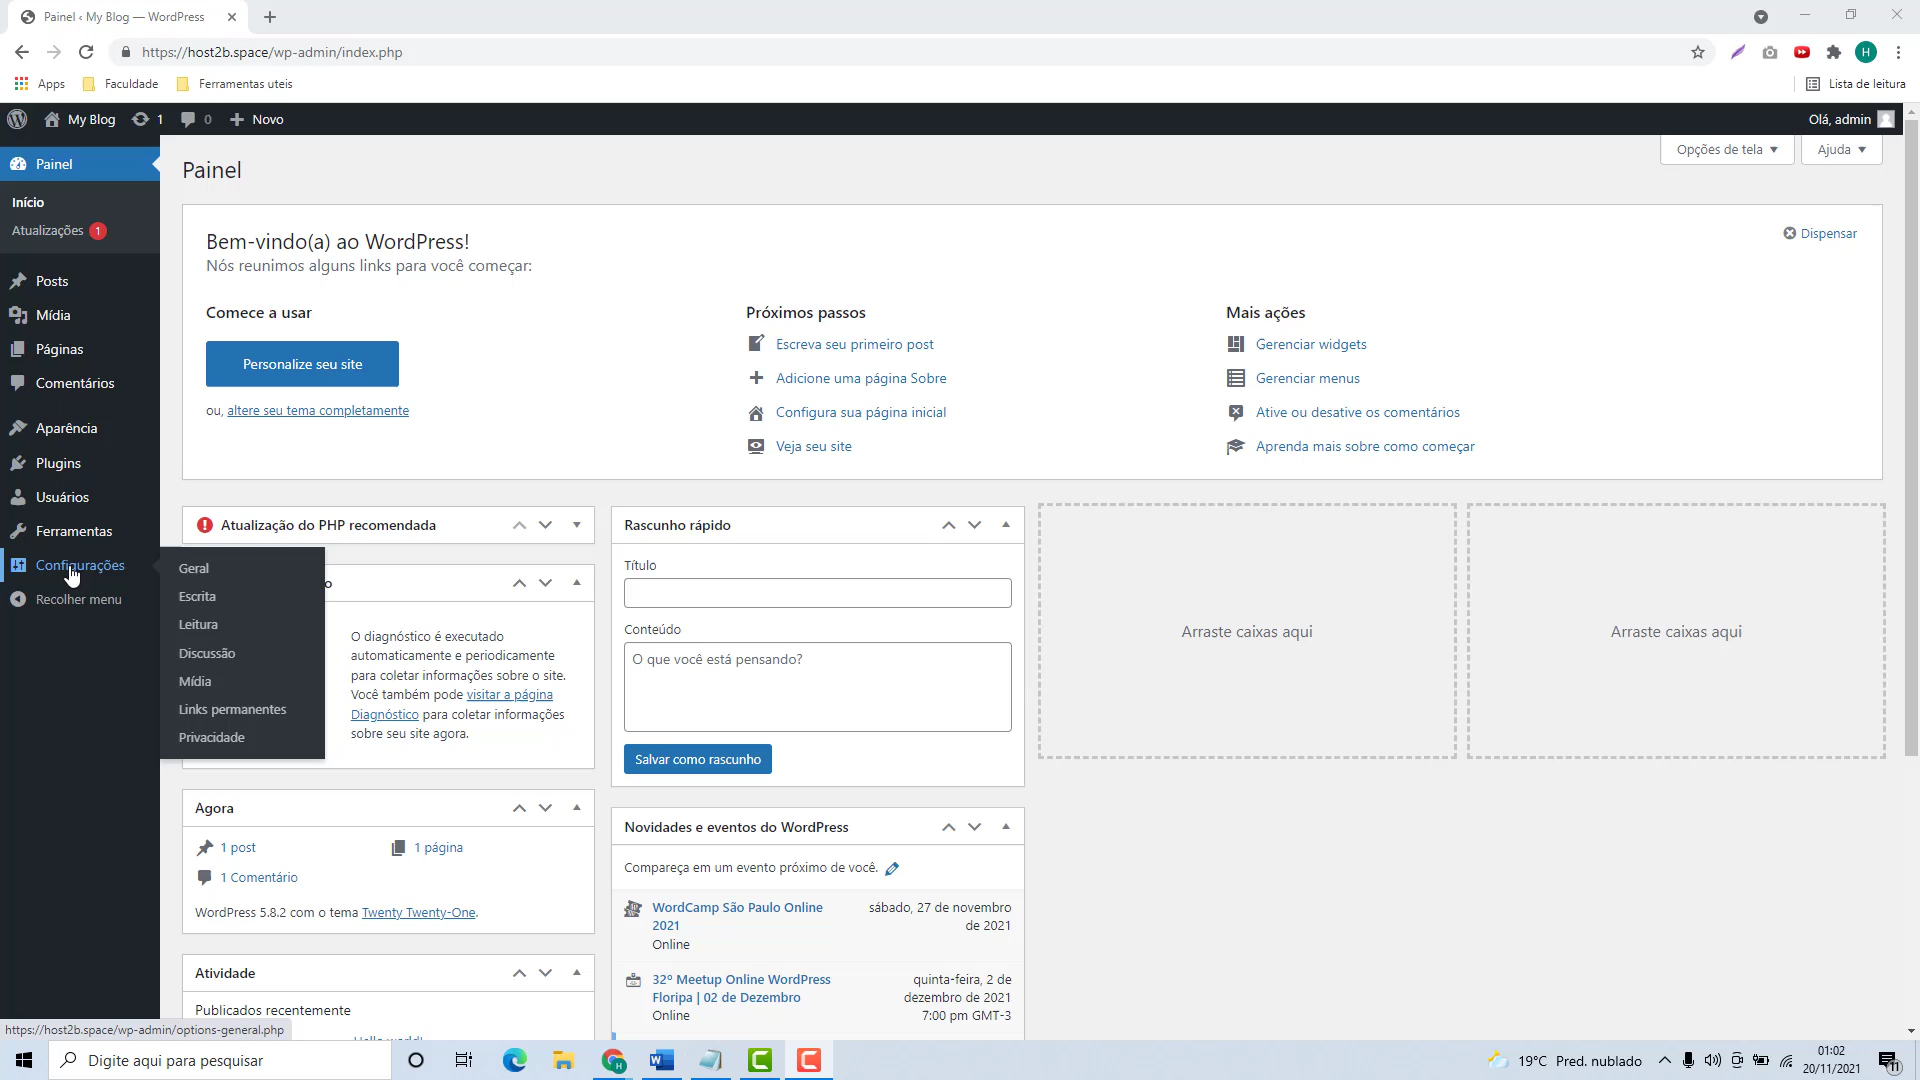 Painel ‹ My Blog — WordPress
https://host2b.space/wp-admin/index.php
H
Apps
Faculdade
Ferramentas uteis
Lista de leitura
My Blog
1
0
Novo
Olá, admin
Painel
Início
Atualizações 1
Posts
Mídia
Páginas
Comentários
Aparência
Plugins
Usuários
Ferramentas
Configurações
Recolher menu
Geral
Escrita
Leitura
Discussão
Mídia
Links permanentes
Privacidade
Painel
Opções de tela
Ajuda
Bem-vindo(a) ao WordPress!
Nós reunimos alguns links para você começar:
Dispensar
Comece a usar
Personalize seu site
ou, altere seu tema completamente
Próximos passos
Escreva seu primeiro post
Adicione uma página Sobre
Configura sua página inicial
Veja seu site
Mais ações
Gerenciar widgets
Gerenciar menus
Ative ou desative os comentários
Aprenda mais sobre como começar
Atualização do PHP recomendada
o
O diagnóstico é executado
automaticamente e periodicamente
para coletar informações sobre o site.
Você também pode visitar a página
Diagnóstico para coletar informações
sobre seu site agora.
Agora
1 post
1 página
1 Comentário
WordPress 5.8.2 com o tema Twenty Twenty-One.
Atividade
Publicados recentemente
Hello world!
Rascunho rápido
Título
Conteúdo
O que você está pensando?
Salvar como rascunho
Novidades e eventos do WordPress
Compareça em um evento próximo de você.
WordCamp São Paulo Online
2021
Online
sábado, 27 de novembro
de 2021
32º Meetup Online WordPress
Floripa | 02 de Dezembro
Online
quinta-feira, 2 de
dezembro de 2021
7:00 pm GMT-3
Arraste caixas aqui
Arraste caixas aqui
https://host2b.space/wp-admin/options-general.php
Digite aqui para pesquisar
19°C Pred. nublado
01:02
20/11/2021
11